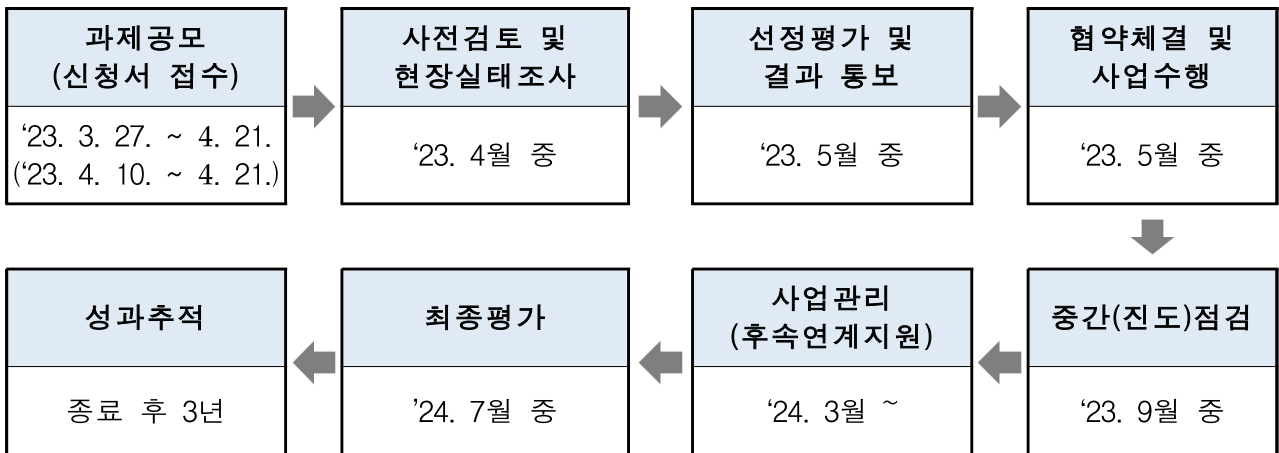 과제공모
(신청서 접수)
‘23. 3. 27. ~ 4. 21.
(‘23. 4. 10. ~ 4. 21.)
사전검토 및
현장실태조사
‘23. 4월 중
선정평가 및
결과 통보
‘23. 5월 중
협약체결 및
사업수행
‘23. 5월 중
중간(진도)점검
‘23. 9월 중
사업관리
(후속연계지원)
‘24. 3월 ~
최종평가
’24. 7월 중
성과추적
종료 후 3년